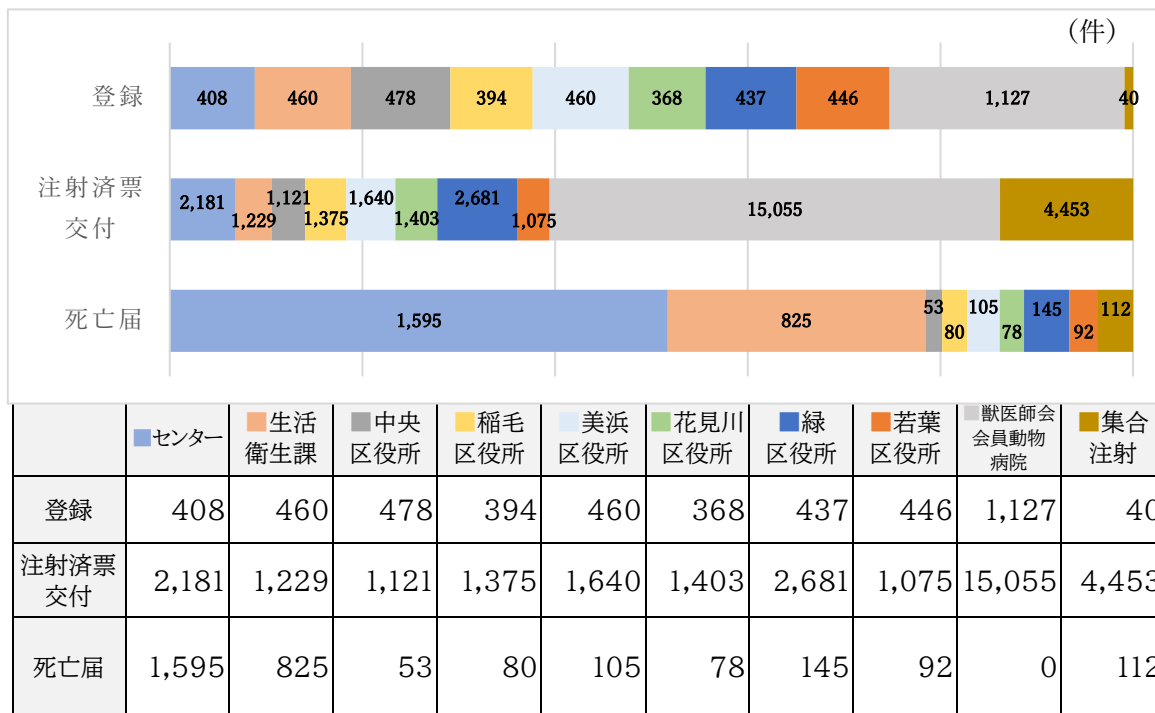 (件)
登録
408 460 478 394 460 368 437 446 1,127 40
注射済票
交付
2,181 1,229 1,121 1,375 1,640 1,403 2,681 1,075 15,055 4,453
死亡届
1,595 825 53 80 105 78 145 92 112
センター 生活衛生課 中央区役所 稲毛区役所 美浜区役所 花見川区役所 緑区役所 若葉区役所 獣医師会会員動物病院 集合注射
登録 408 460 478 394 460 368 437 446 1,127 40
注射済票交付 2,181 1,229 1,121 1,375 1,640 1,403 2,681 1,075 15,055 4,453
死亡届 1,595 825 53 80 105 78 145 92 0 112